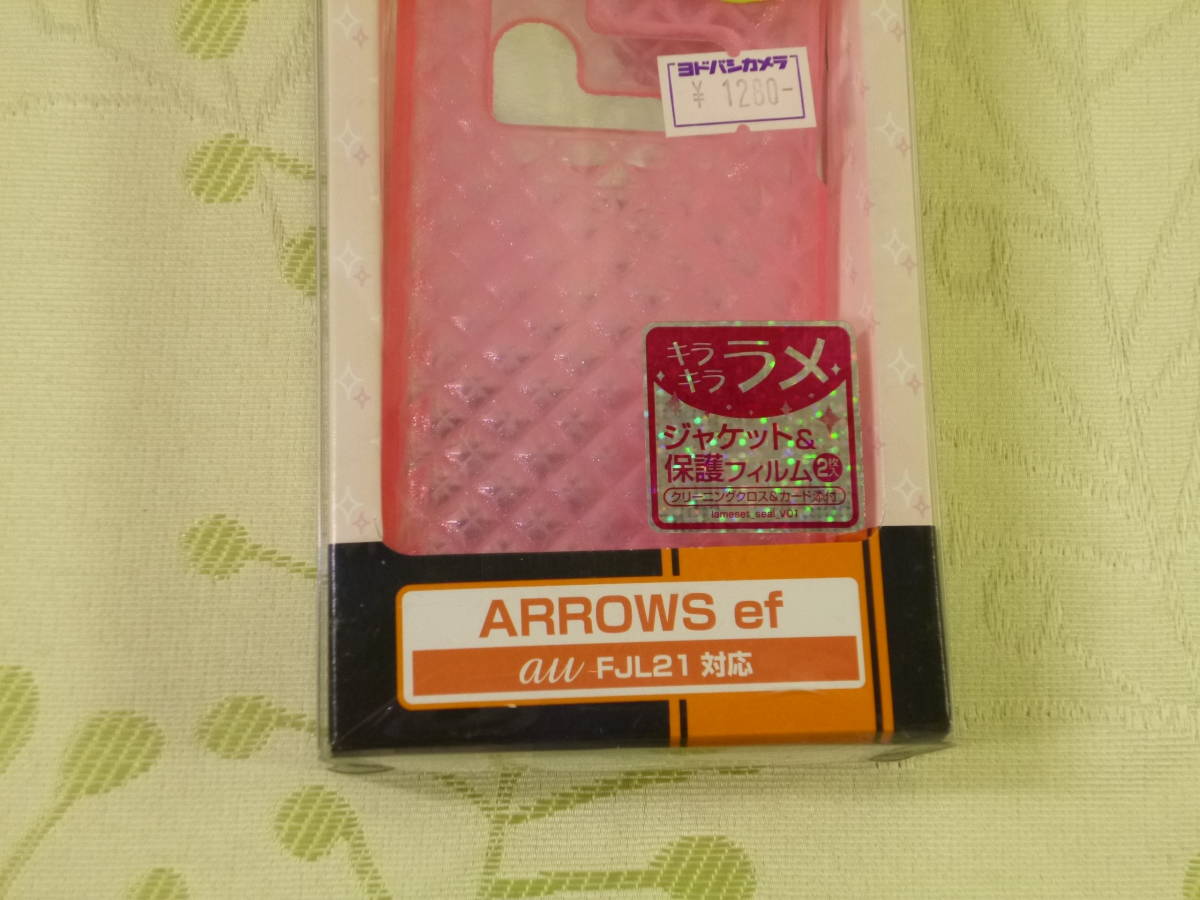 ヨドバシカメラ
¥ 1280-
キラ
キラ
ラメ
ジャケット&
保護フィルム2枚入
クリーニングクロス&カード添付
lameset_seal_V01
ARROWS ef
au FJL21 対応